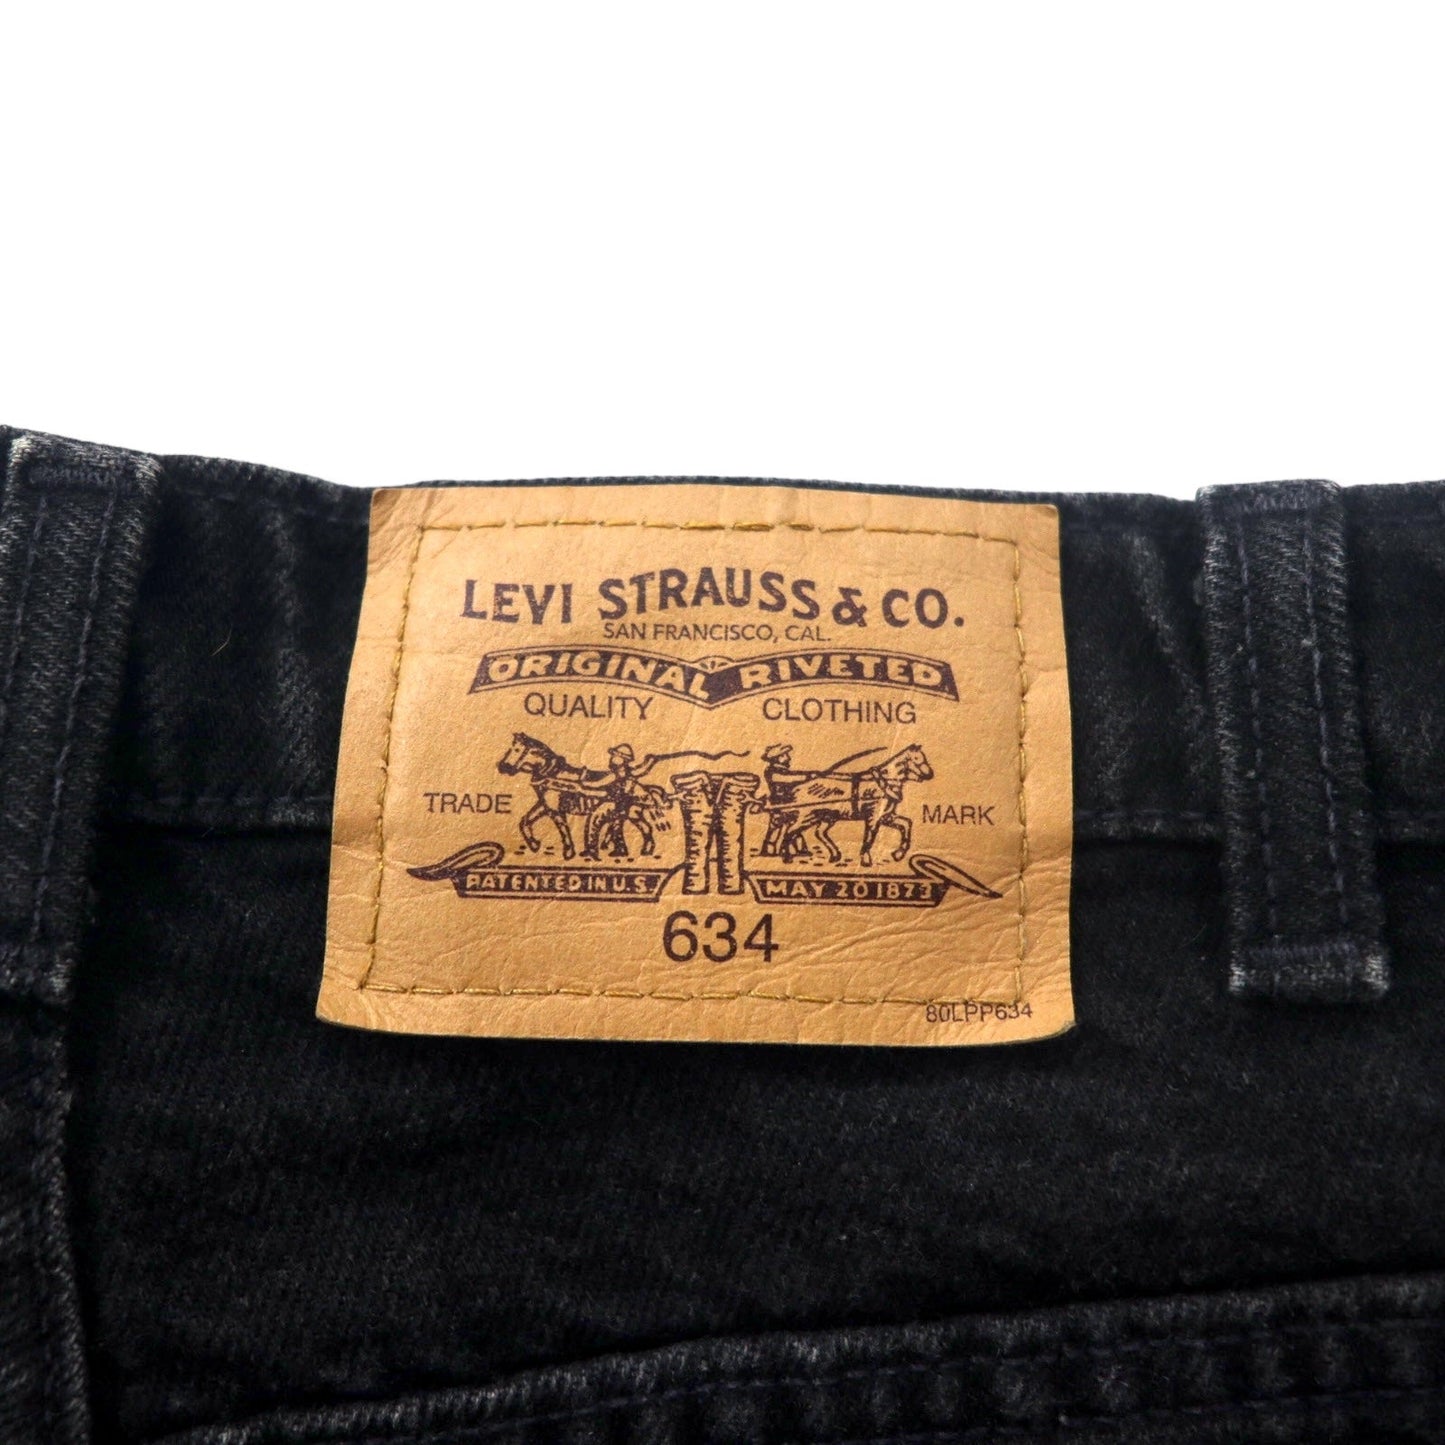 LEVI STRAUSS & CO.
SAN FRANCISCO, CAL.
ORIGINAL RIVETED
QUALITY CLOTHING
TRADE MARK
PATENTED IN U.S. MAY 20 1873
634
80LPP634